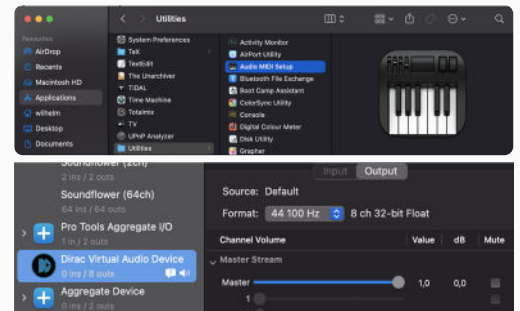 Utilities
Favourites
AirDrop
Recents
Macintosh HD
Applications
wilhelm
Desktop
Documents
System Preferences
TeX
TextEdit
The Unarchiver
TIDAL
Time Machine
Totalmix
TV
UPnP Analyzer
Utilities
Activity Monitor
AirPort Utility
Audio MIDI Setup
Bluetooth File Exchange
Boot Camp Assistant
ColorSync Utility
Console
Digital Colour Meter
Disk Utility
Grapher
Soundflower (2ch)
2 ins / 2 outs
Soundflower (64ch)
64 ins / 64 outs
Pro Tools Aggregate I/O
1 in / 2 outs
Dirac Virtual Audio Device
0 ins / 8 outs
Aggregate Device
0 ins / 2 outs
Input Output
Source: Default
Format: 44 100 Hz 8 ch 32-bit Float
Channel Volume Value dB Mute
Master Stream
Master 1,0 0,0
1